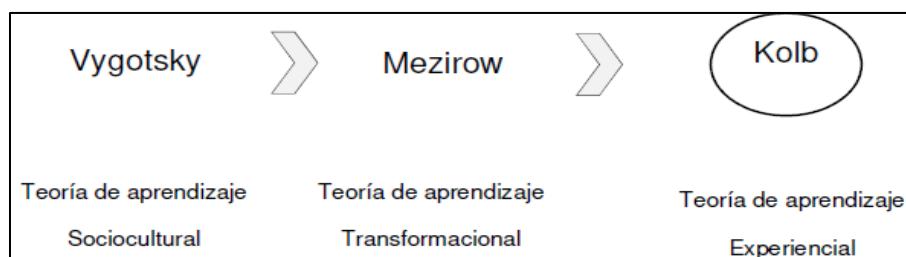 Vygotsky
Mezirow
Kolb
Teoría de aprendizaje
Sociocultural
Teoría de aprendizaje
Transformacional
Teoría de aprendizaje
Experiencial